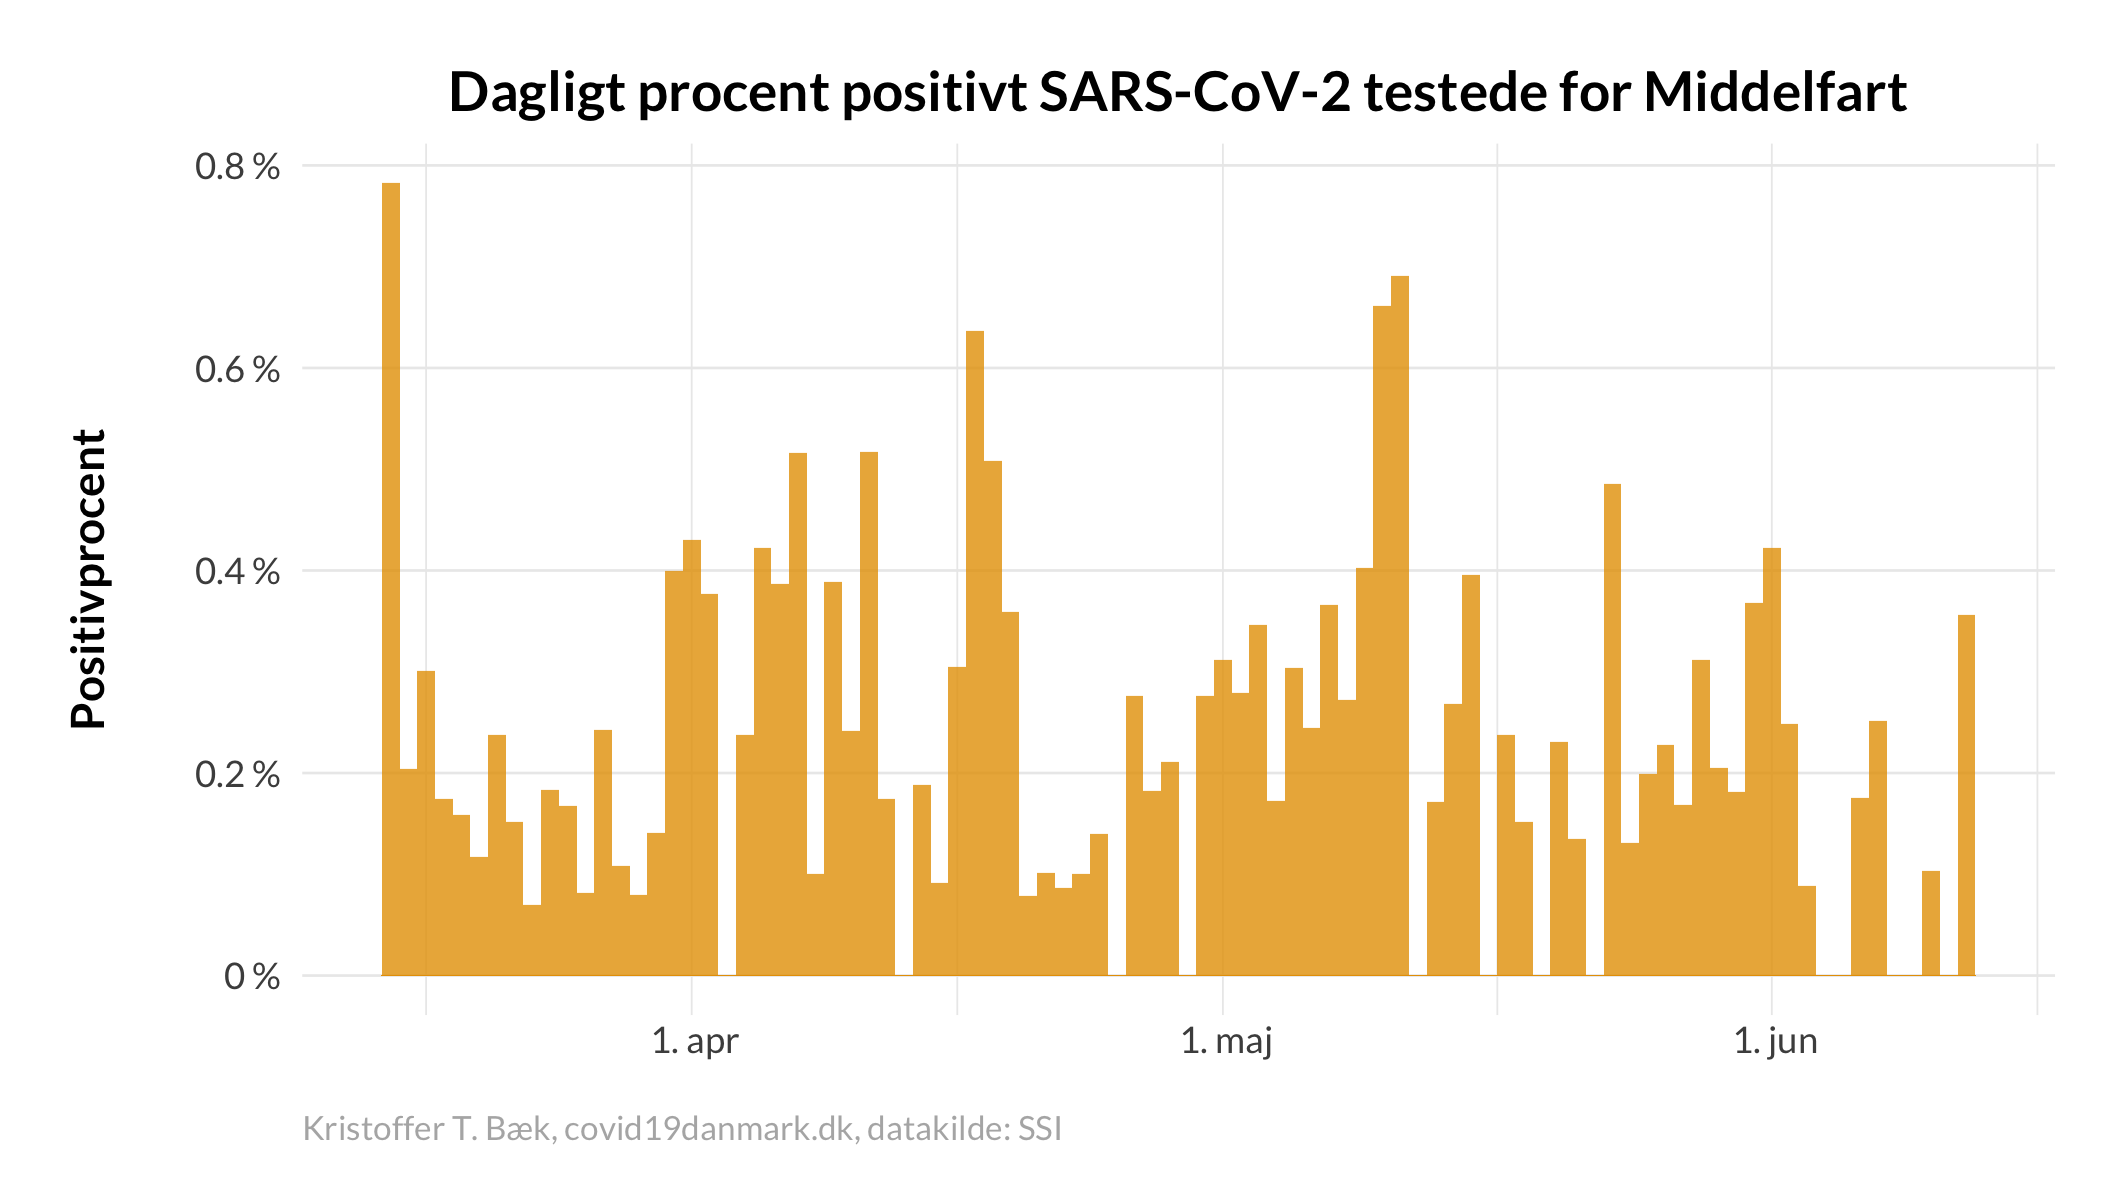 Dagligt procent positivt SARS-CoV-2 testede for Middelfart
Positivprocent
0.8 %
0.6 %
0.4 %
0.2 %
0 %
1. apr
1. maj
1. jun
Kristoffer T. Bæk, covid19danmark.dk, datakilde: SSI